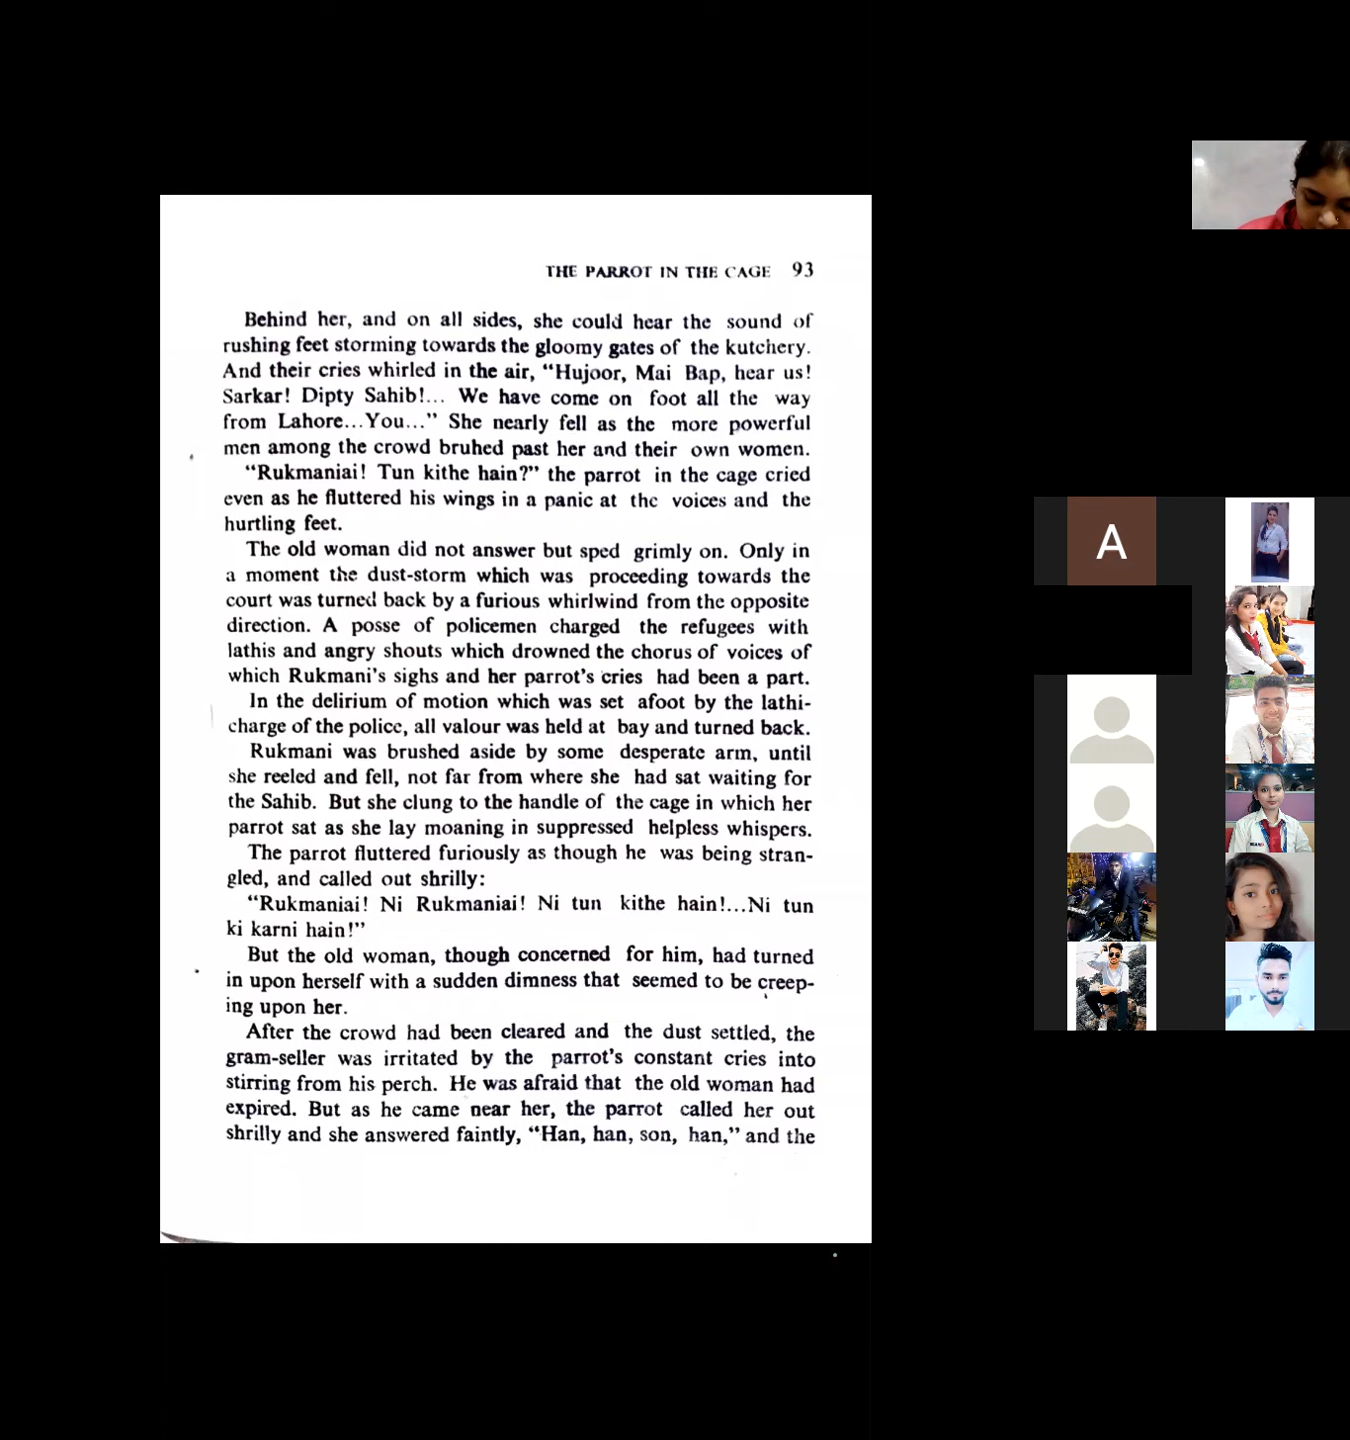 THE PARROT IN THE CAGE 93
Behind her, and on all sides, she could hear the sound of
rushing feet storming towards the gloomy gates of the kutchery.
And their cries whirled in the air, “Hujoor, Mai Bap, hear us!
Sarkar! Dipty Sahib!... We have come on foot all the way
from Lahore...You...” She nearly fell as the more powerful
men among the crowd bruhed past her and their own women.
“Rukmaniai! Tun kithe hain?” the parrot in the cage cried
even as he fluttered his wings in a panic at the voices and the
hurtling feet.
The old woman did not answer but sped grimly on. Only in
a moment the dust-storm which was proceeding towards the
court was turned back by a furious whirlwind from the opposite
direction. A posse of policemen charged the refugees with
lathis and angry shouts which drowned the chorus of voices of
which Rukmani’s sighs and her parrot’s cries had been a part.
In the delirium of motion which was set afoot by the lathi-
charge of the police, all valour was held at bay and turned back.
Rukmani was brushed aside by some desperate arm, until
she reeled and fell, not far from where she had sat waiting for
the Sahib. But she clung to the handle of the cage in which her
parrot sat as she lay moaning in suppressed helpless whispers.
The parrot fluttered furiously as though he was being stran-
gled, and called out shrilly:
“Rukmaniai! Ni Rukmaniai! Ni tun kithe hain!...Ni tun
ki karni hain!”
But the old woman, though concerned for him, had turned
in upon herself with a sudden dimness that seemed to be creep-
ing upon her.
After the crowd had been cleared and the dust settled, the
gram-seller was irritated by the parrot’s constant cries into
stirring from his perch. He was afraid that the old woman had
expired. But as he came near her, the parrot called her out
shrilly and she answered faintly, “Han, han, son, han,” and the
A